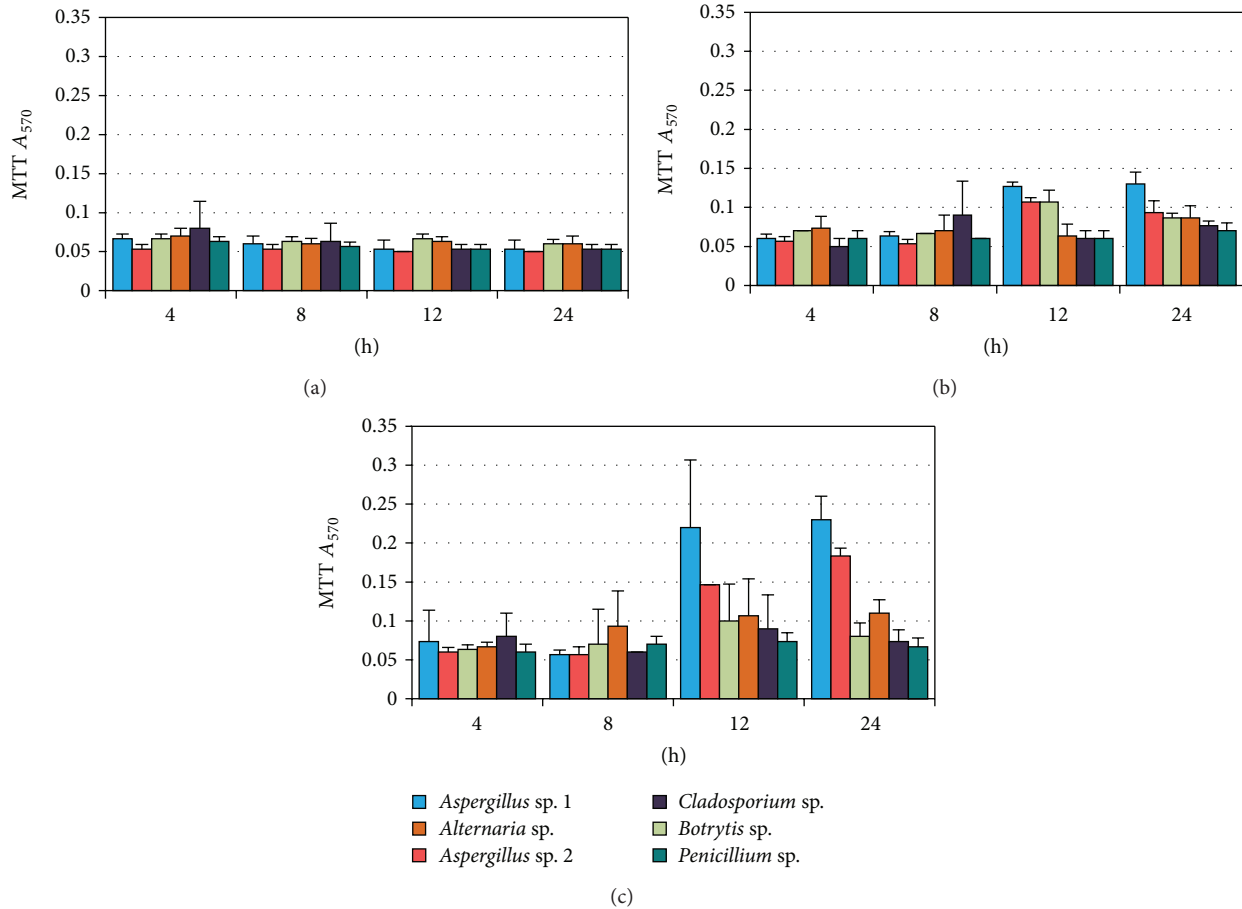 0.35
0.3
0.25
0.2
0.15
0.1
0.05
0
MTT A570
4 8 12 24
(h)
(a)
0.35
0.3
0.25
0.2
0.15
0.1
0.05
0
MTT A570
4 8 12 24
(h)
(b)
0.35
0.3
0.25
0.2
0.15
0.1
0.05
0
MTT A570
4 8 12 24
(h)
Aspergillus sp. 1
Alternaria sp.
Aspergillus sp. 2
Cladosporium sp.
Botrytis sp.
Penicillium sp.
(c)